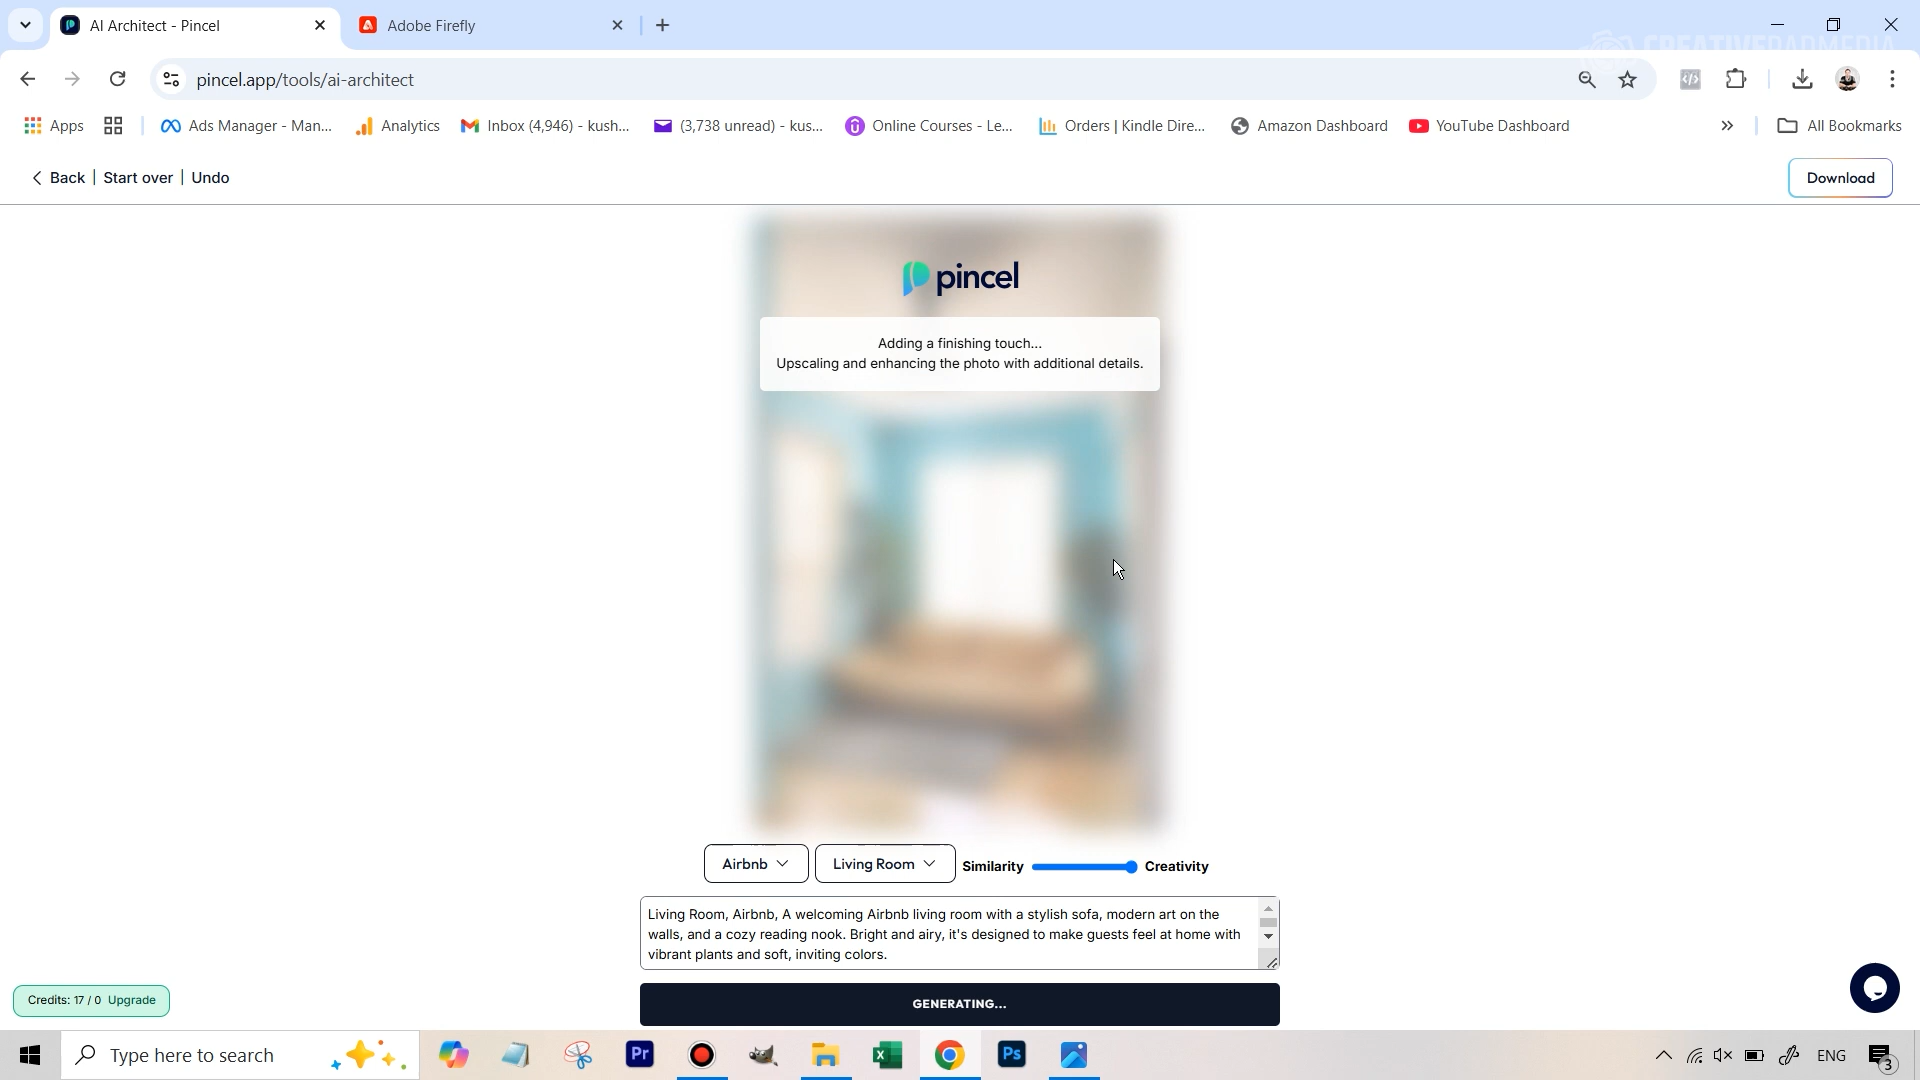 AI Architect - Pincel
Adobe Firefly
CREATIVEDADMEDIA
pincel.app/tools/ai-architect
Apps
Ads Manager - Man...
Analytics
Inbox (4,946) - kush...
(3,738 unread) - kus...
Online Courses - Le...
Orders | Kindle Dire...
Amazon Dashboard
YouTube Dashboard
All Bookmarks
Back | Start over | Undo
Download
pincel
Adding a finishing touch...
Upscaling and enhancing the photo with additional details.
Airbnb
Living Room
Similarity
Creativity
Living Room, Airbnb, A welcoming Airbnb living room with a stylish sofa, modern art on the
walls, and a cozy reading nook. Bright and airy, it's designed to make guests feel at home with
vibrant plants and soft, inviting colors.
Credits: 17 / 0 Upgrade
GENERATING...
Type here to search
Pr
Ps
ENG
3